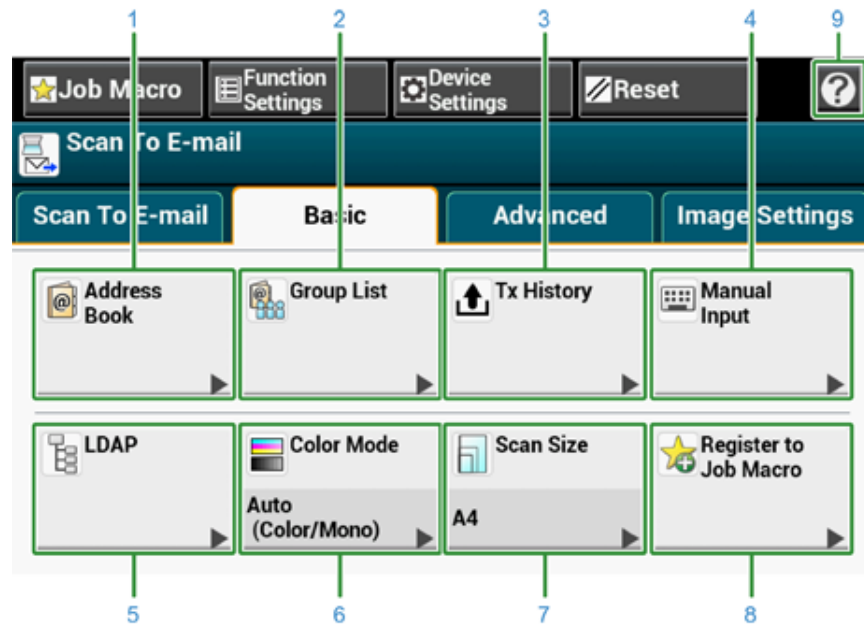 1 2 3 4 9
Job Macro
Function
Settings
Device
Settings
Reset
?
Scan To E-mail
Scan To E-mail Basic Advanced Image Settings
Address
Book
Group List
Tx History
Manual
Input
LDAP
Color Mode
Auto
(Color/Mono)
Scan Size
A4
Register to
Job Macro
5 6 7 8